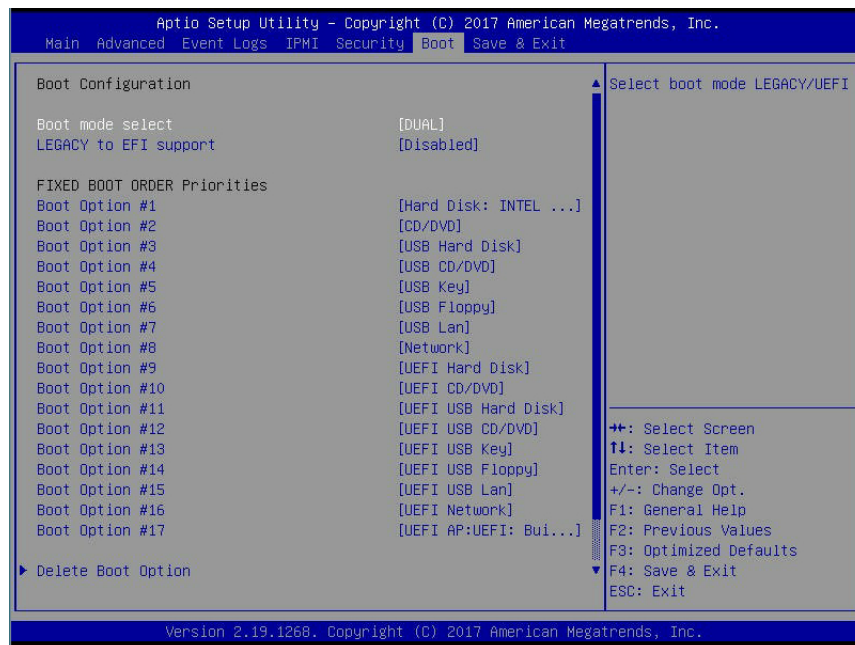 Aptio Setup Utility – Copyright (C) 2017 American Megatrends, Inc.
Main Advanced Event Logs IPMI Security Boot Save & Exit
Boot Configuration
Boot mode select [DUAL]
LEGACY to EFI support [Disabled]
FIXED BOOT ORDER Priorities
Boot Option #1 [Hard Disk: INTEL ...]
Boot Option #2 [CD/DVD]
Boot Option #3 [USB Hard Disk]
Boot Option #4 [USB CD/DVD]
Boot Option #5 [USB Key]
Boot Option #6 [USB Floppy]
Boot Option #7 [USB Lan]
Boot Option #8 [Network]
Boot Option #9 [UEFI Hard Disk]
Boot Option #10 [UEFI CD/DVD]
Boot Option #11 [UEFI USB Hard Disk]
Boot Option #12 [UEFI USB CD/DVD]
Boot Option #13 [UEFI USB Key]
Boot Option #14 [UEFI USB Floppy]
Boot Option #15 [UEFI USB Lan]
Boot Option #16 [UEFI Network]
Boot Option #17 [UEFI AP:UEFI: Bui...]
Delete Boot Option
Select boot mode LEGACY/UEFI
→←: Select Screen
↑↓: Select Item
Enter: Select
+/-: Change Opt.
F1: General Help
F2: Previous Values
F3: Optimized Defaults
F4: Save & Exit
ESC: Exit
Version 2.19.1268. Copyright (C) 2017 American Megatrends, Inc.